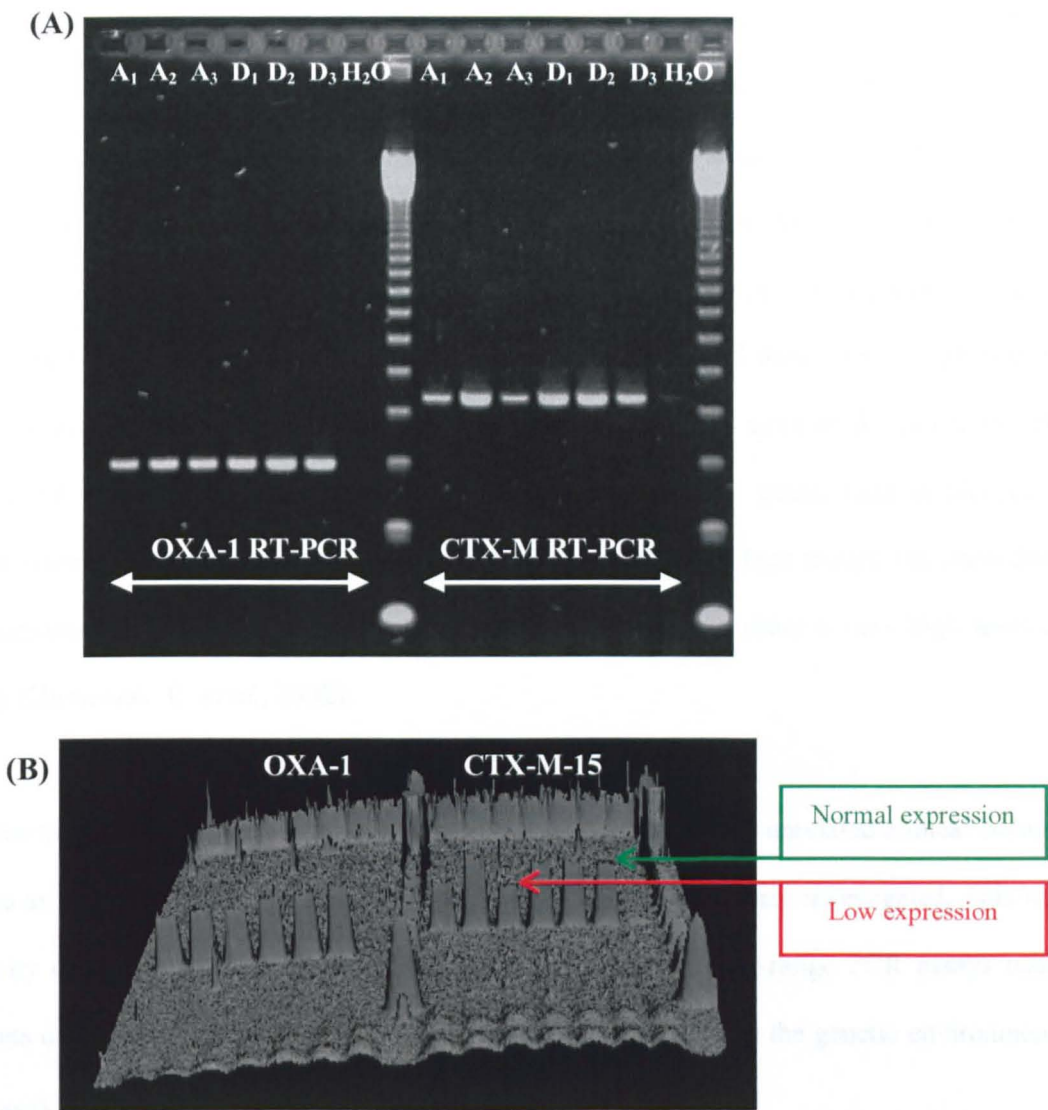 (A)
A₁ A₂ A₃ D₁ D₂ D₃ H₂O A₁ A₂ A₃ D₁ D₂ D₃ H₂O
OXA-1 RT-PCR CTX-M RT-PCR
(B)
OXA-1 CTX-M-15
Normal expression
Low expression